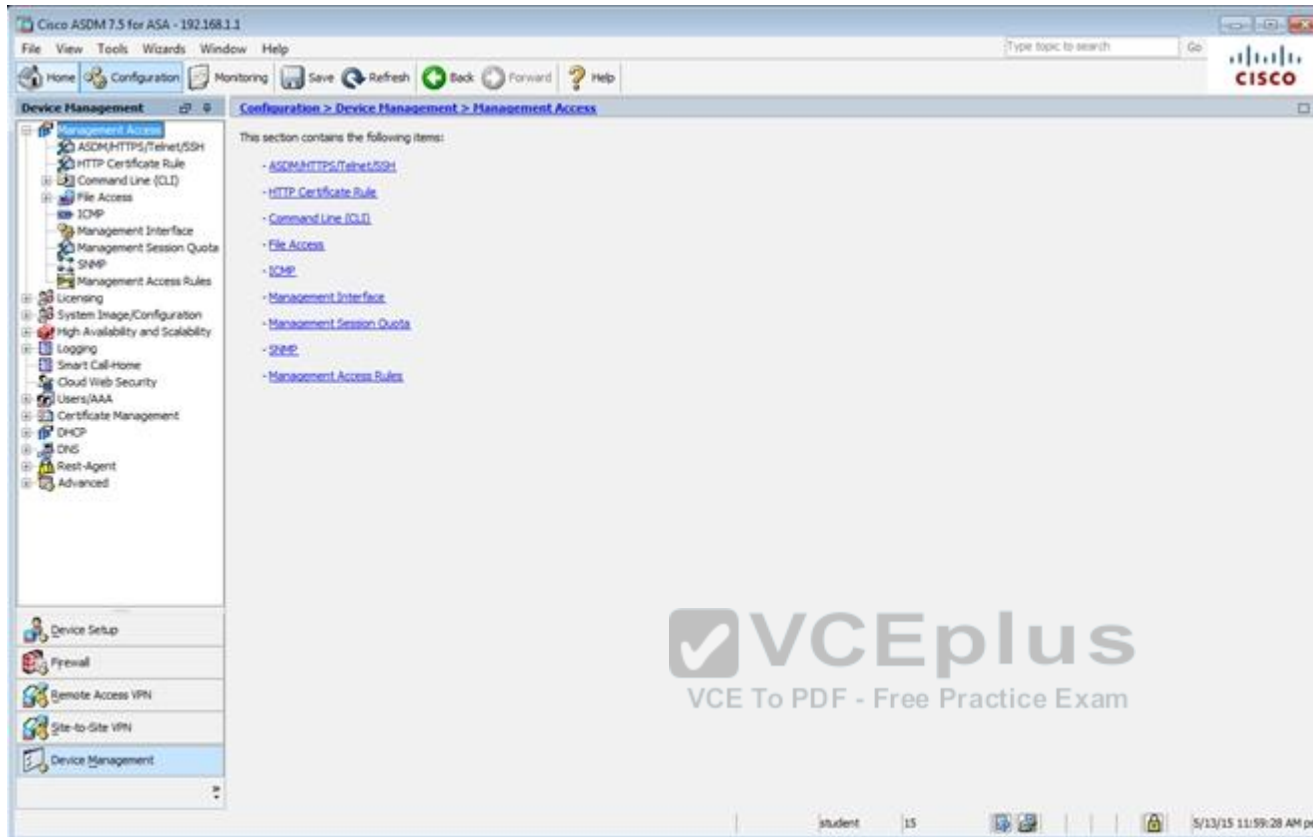 Cisco ASDM 7.5 for ASA - 192.168.1.1
File View Tools Wizards Window Help
Type topic to search Go
CISCO
Home Configuration Monitoring Save Refresh Back Forward Help
Device Management
Configuration > Device Management > Management Access
Management Access
ASDM/HTTPS/Telnet/SSH
HTTP Certificate Rule
Command Line (CLI)
File Access
ICMP
Management Interface
Management Session Quota
SNMP
Management Access Rules
Licensing
System Image/Configuration
High Availability and Scalability
Logging
Smart Call-Home
Cloud Web Security
Users/AAA
Certificate Management
DHCP
DNS
Rest-Agent
Advanced
This section contains the following items:
- ASDM/HTTPS/Telnet/SSH
- HTTP Certificate Rule
- Command Line (CLI)
- File Access
- ICMP
- Management Interface
- Management Session Quota
- SNMP
- Management Access Rules
Device Setup
Firewall
Remote Access VPN
Site-to-Site VPN
Device Management
VCEplus
VCE To PDF - Free Practice Exam
student 15 5/13/15 11:59:28 AM p